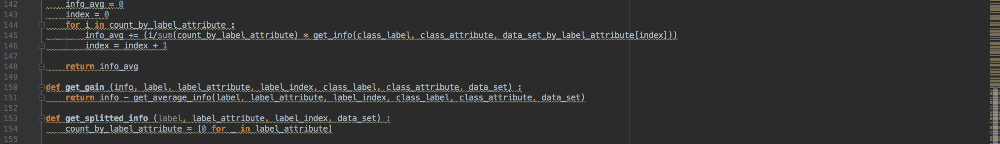 142 info_avg = 0
143 index = 0
144 for i in count_by_label_attribute :
145 info_avg += (i/sum(count_by_label_attribute) * get_info(class_label, class_attribute, data_set_by_label_attribute[index]))
146 index = index + 1
147
148 return info_avg
149
150 def get_gain (info, label, label_attribute, label_index, class_label, class_attribute, data_set) :
151 return info - get_average_info(label, label_attribute, label_index, class_label, class_attribute, data_set)
152
153 def get_splitted_info (label, label_attribute, label_index, data_set) :
154 count_by_label_attribute = [0 for _ in label_attribute]
155